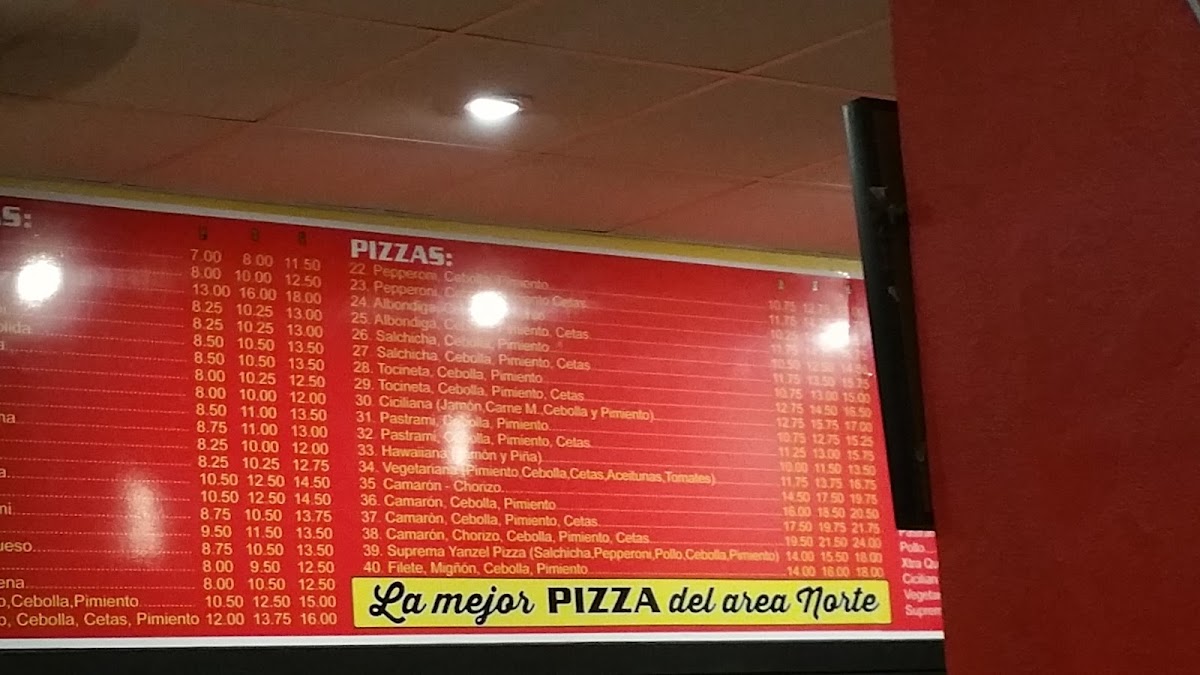 7.00 8.00 11.50
8.00 10.00 12.50
13.00 16.00 18.00
8.25 10.25 13.00
8.25 10.25 13.00
8.50 10.50 13.50
8.50 10.50 13.50
8.00 10.25 12.50
8.00 10.00 12.00
8.50 11.00 13.50
8.75 11.00 13.00
8.25 10.00 12.00
8.25 10.25 12.75
10.50 12.50 14.50
10.50 12.50 14.50
8.75 10.50 13.75
9.50 11.50 13.50
8.75 10.50 13.50
8.00 9.50 12.50
8.00 10.50 12.50
Cebolla,Pimiento 10.50 12.50 15.00
Cebolla, Cetas, Pimiento 12.00 13.75 16.00
PIZZAS:
22. Pepperoni, Cebolla, Pimiento
23. Pepperoni, Cetas
24. Albondiga
25. Albondiga, Pimiento, Cetas
26. Salchicha, Cebolla, Pimiento
27. Salchicha, Cebolla, Pimiento, Cetas
28. Tocineta, Cebolla, Pimiento
29. Tocineta, Cebolla, Pimiento, Cetas
30. Ciciliana (Jamón,Carne M.,Cebolla y Pimiento)
31. Pastrami, Cebolla, Pimiento
32. Pastrami, Cebolla, Pimiento, Cetas
33. Hawaiiana (Jamón y Piña)
34. Vegetariana (Pimiento,Cebolla,Cetas,Aceitunas,Tomates)
35. Camarón - Chorizo
36. Camarón, Cebolla, Pimiento
37. Camarón, Cebolla, Pimiento, Cetas
38. Camarón, Chorizo, Cebolla, Pimiento, Cetas
39. Suprema Yanzel Pizza (Salchicha,Pepperoni,Pollo,Cebolla,Pimiento)
40. Filete, Migñón, Cebolla, Pimiento
11.75 13.50 15.75
10.75 13.00 15.00
12.75 14.50 16.50
12.75 15.75 17.00
10.75 12.75 15.25
11.25 13.00 15.75
10.00 11.50 13.50
11.75 13.75 16.75
14.50 17.50 19.75
16.00 18.50 20.50
17.50 19.75 21.75
19.50 21.50 24.00
14.00 15.50 18.00
14.00 16.00 18.00
La mejor PIZZA del area Norte
Pollo
Xtra Qu
Ciciliana
Vegeta
Suprem